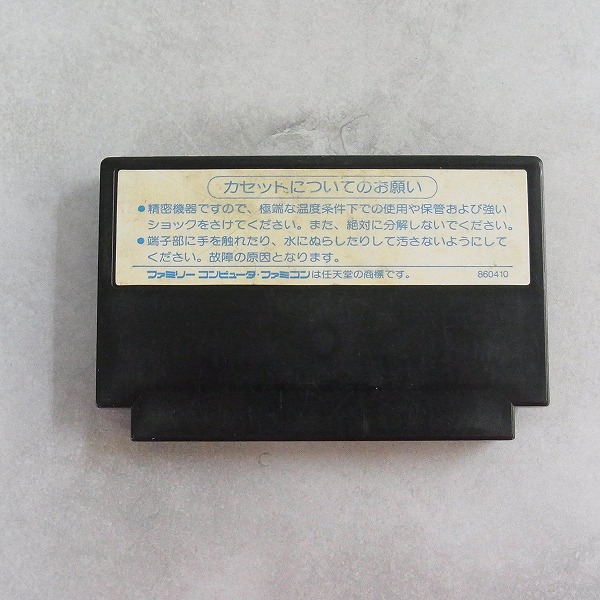 カセットについてのお願い
●精密機器ですので、極端な温度条件下での使用や保管および強い
ショックをさけてください。また、絶対に分解しないでください。
●端子部に手を触れたり、水にぬらしたりして汚さないようにして
ください。故障の原因となります。
ファミリー コンピュータ・ファミコンは任天堂の商標です。 860410